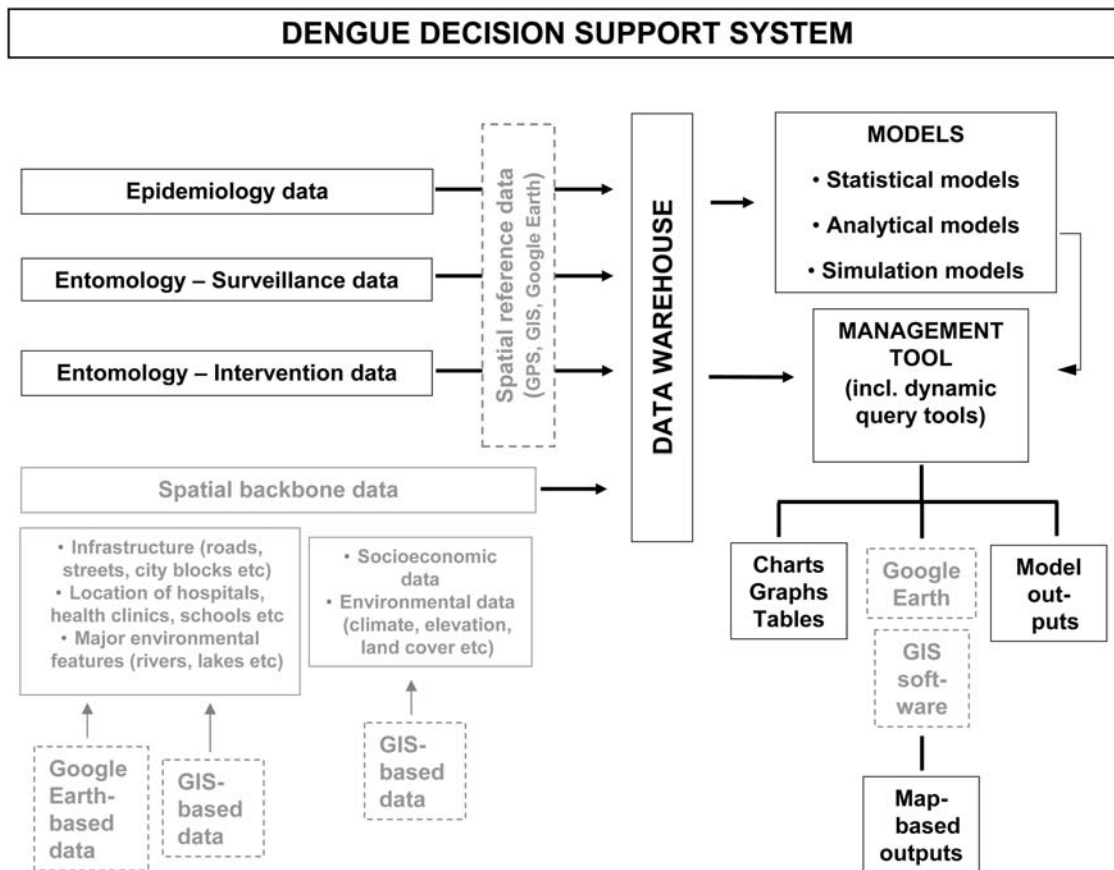 DENGUE DECISION SUPPORT SYSTEM
Epidemiology data
Entomology – Surveillance data
Entomology – Intervention data
Spatial reference data
(GPS, GIS, Google Earth)
Spatial backbone data
• Infrastructure (roads,
streets, city blocks etc)
• Location of hospitals,
health clinics, schools etc
• Major environmental
features (rivers, lakes etc)
• Socioeconomic
data
• Environmental data
(climate, elevation,
land cover etc)
Google
Earth-
based
data
GIS-
based
data
GIS-
based
data
DATA WAREHOUSE
MODELS
• Statistical models
• Analytical models
• Simulation models
MANAGEMENT
TOOL
(incl. dynamic
query tools)
Charts
Graphs
Tables
Google
Earth
GIS
soft-
ware
Model
out-
puts
Map-
based
outputs